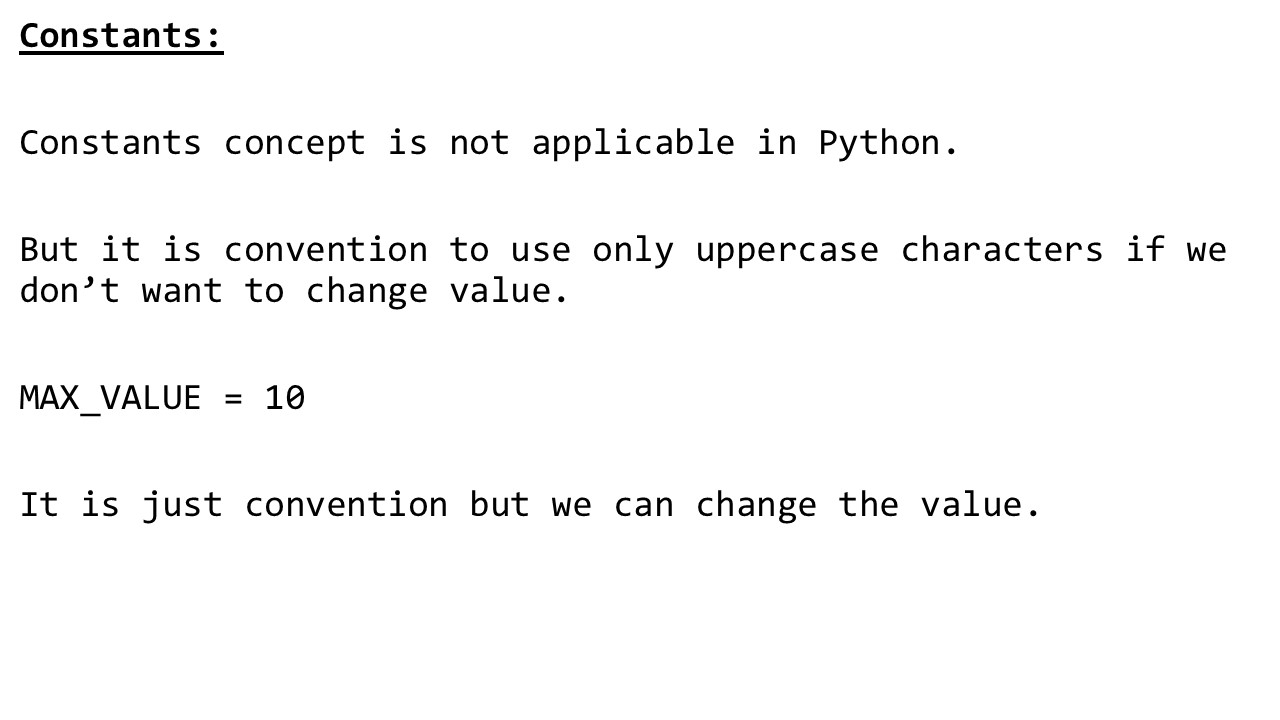 Constants:
Constants concept is not applicable in Python.
But it is convention to use only uppercase characters if we
don’t want to change value.
MAX_VALUE = 10
It is just convention but we can change the value.